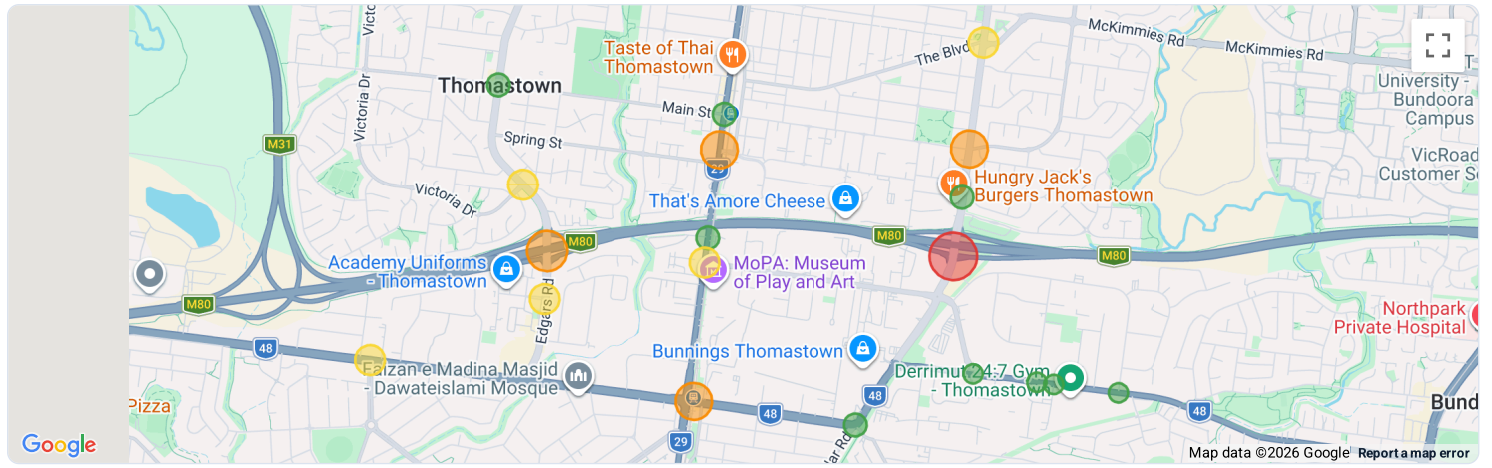 Victoria Dr
Thomastown
Taste of Thai
Thomastown
The Blvd
McKimmies Rd
McKimmies Rd
University -
Bundoora
Campus
Main St
M31
Spring St
29
VicRoad
Customer Se
Hungry Jack's
Burgers Thomastown
Victoria Dr
That's Amore Cheese
M80
M80
M80
Academy Uniforms
- Thomastown
MoPA: Museum
of Play and Art
M80
Edgars Rd
Northpark
Private Hospital
48
Bunnings Thomastown
Faizan e Madina Masjid
- Dawateislami Mosque
Derrimut 24:7 Gym
- Thomastown
48
48
48
Pizza
Bund
29
Google
Map data ©2026 Google
Report a map error